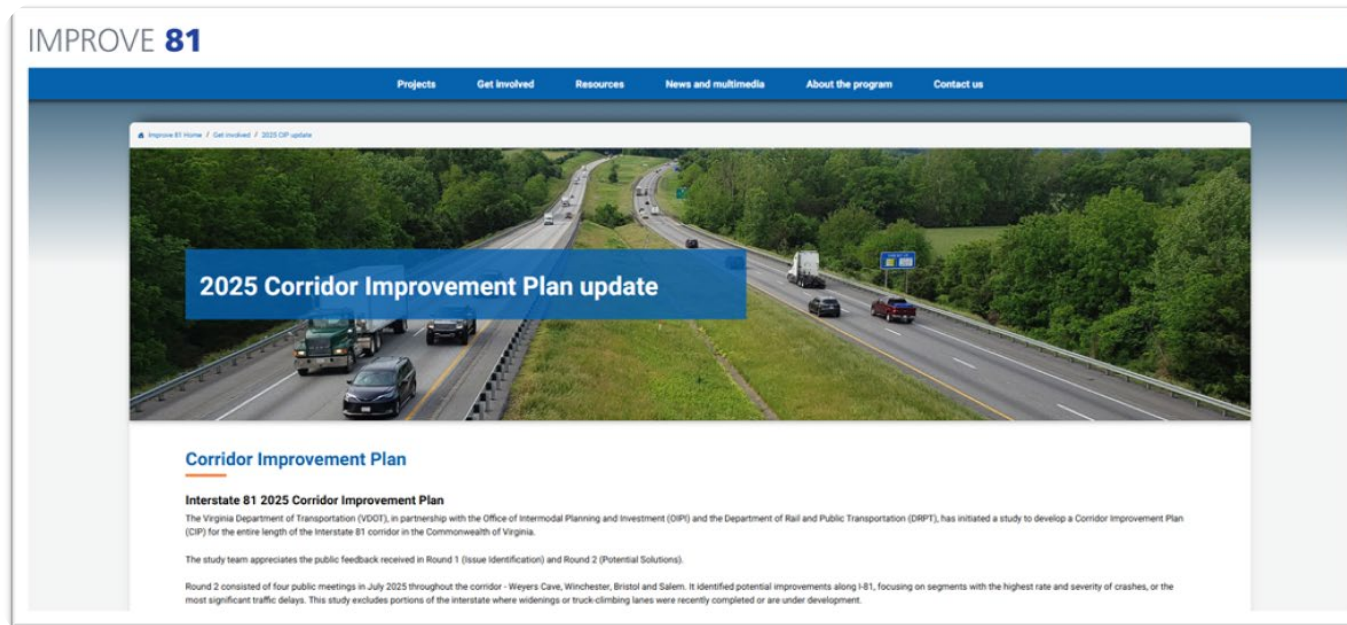 IMPROVE 81
Projects Get involved Resources News and multimedia About the program Contact us
Improve 81 Home / Get involved / 2025 CIP update
2025 Corridor Improvement Plan update
Corridor Improvement Plan
Interstate 81 2025 Corridor Improvement Plan
The Virginia Department of Transportation (VDOT), in partnership with the Office of Intermodal Planning and Investment (OIPI) and the Department of Rail and Public Transportation (DRPT), has initiated a study to develop a Corridor Improvement Plan
(CIP) for the entire length of the Interstate 81 corridor in the Commonwealth of Virginia.
The study team appreciates the public feedback received in Round 1 (Issue Identification) and Round 2 (Potential Solutions).
Round 2 consisted of four public meetings in July 2025 throughout the corridor - Weyers Cave, Winchester, Bristol and Salem. It identified potential improvements along I-81, focusing on segments with the highest rate and severity of crashes, or the
most significant traffic delays. This study excludes portions of the interstate where widenings or truck-climbing lanes were recently completed or are under development.